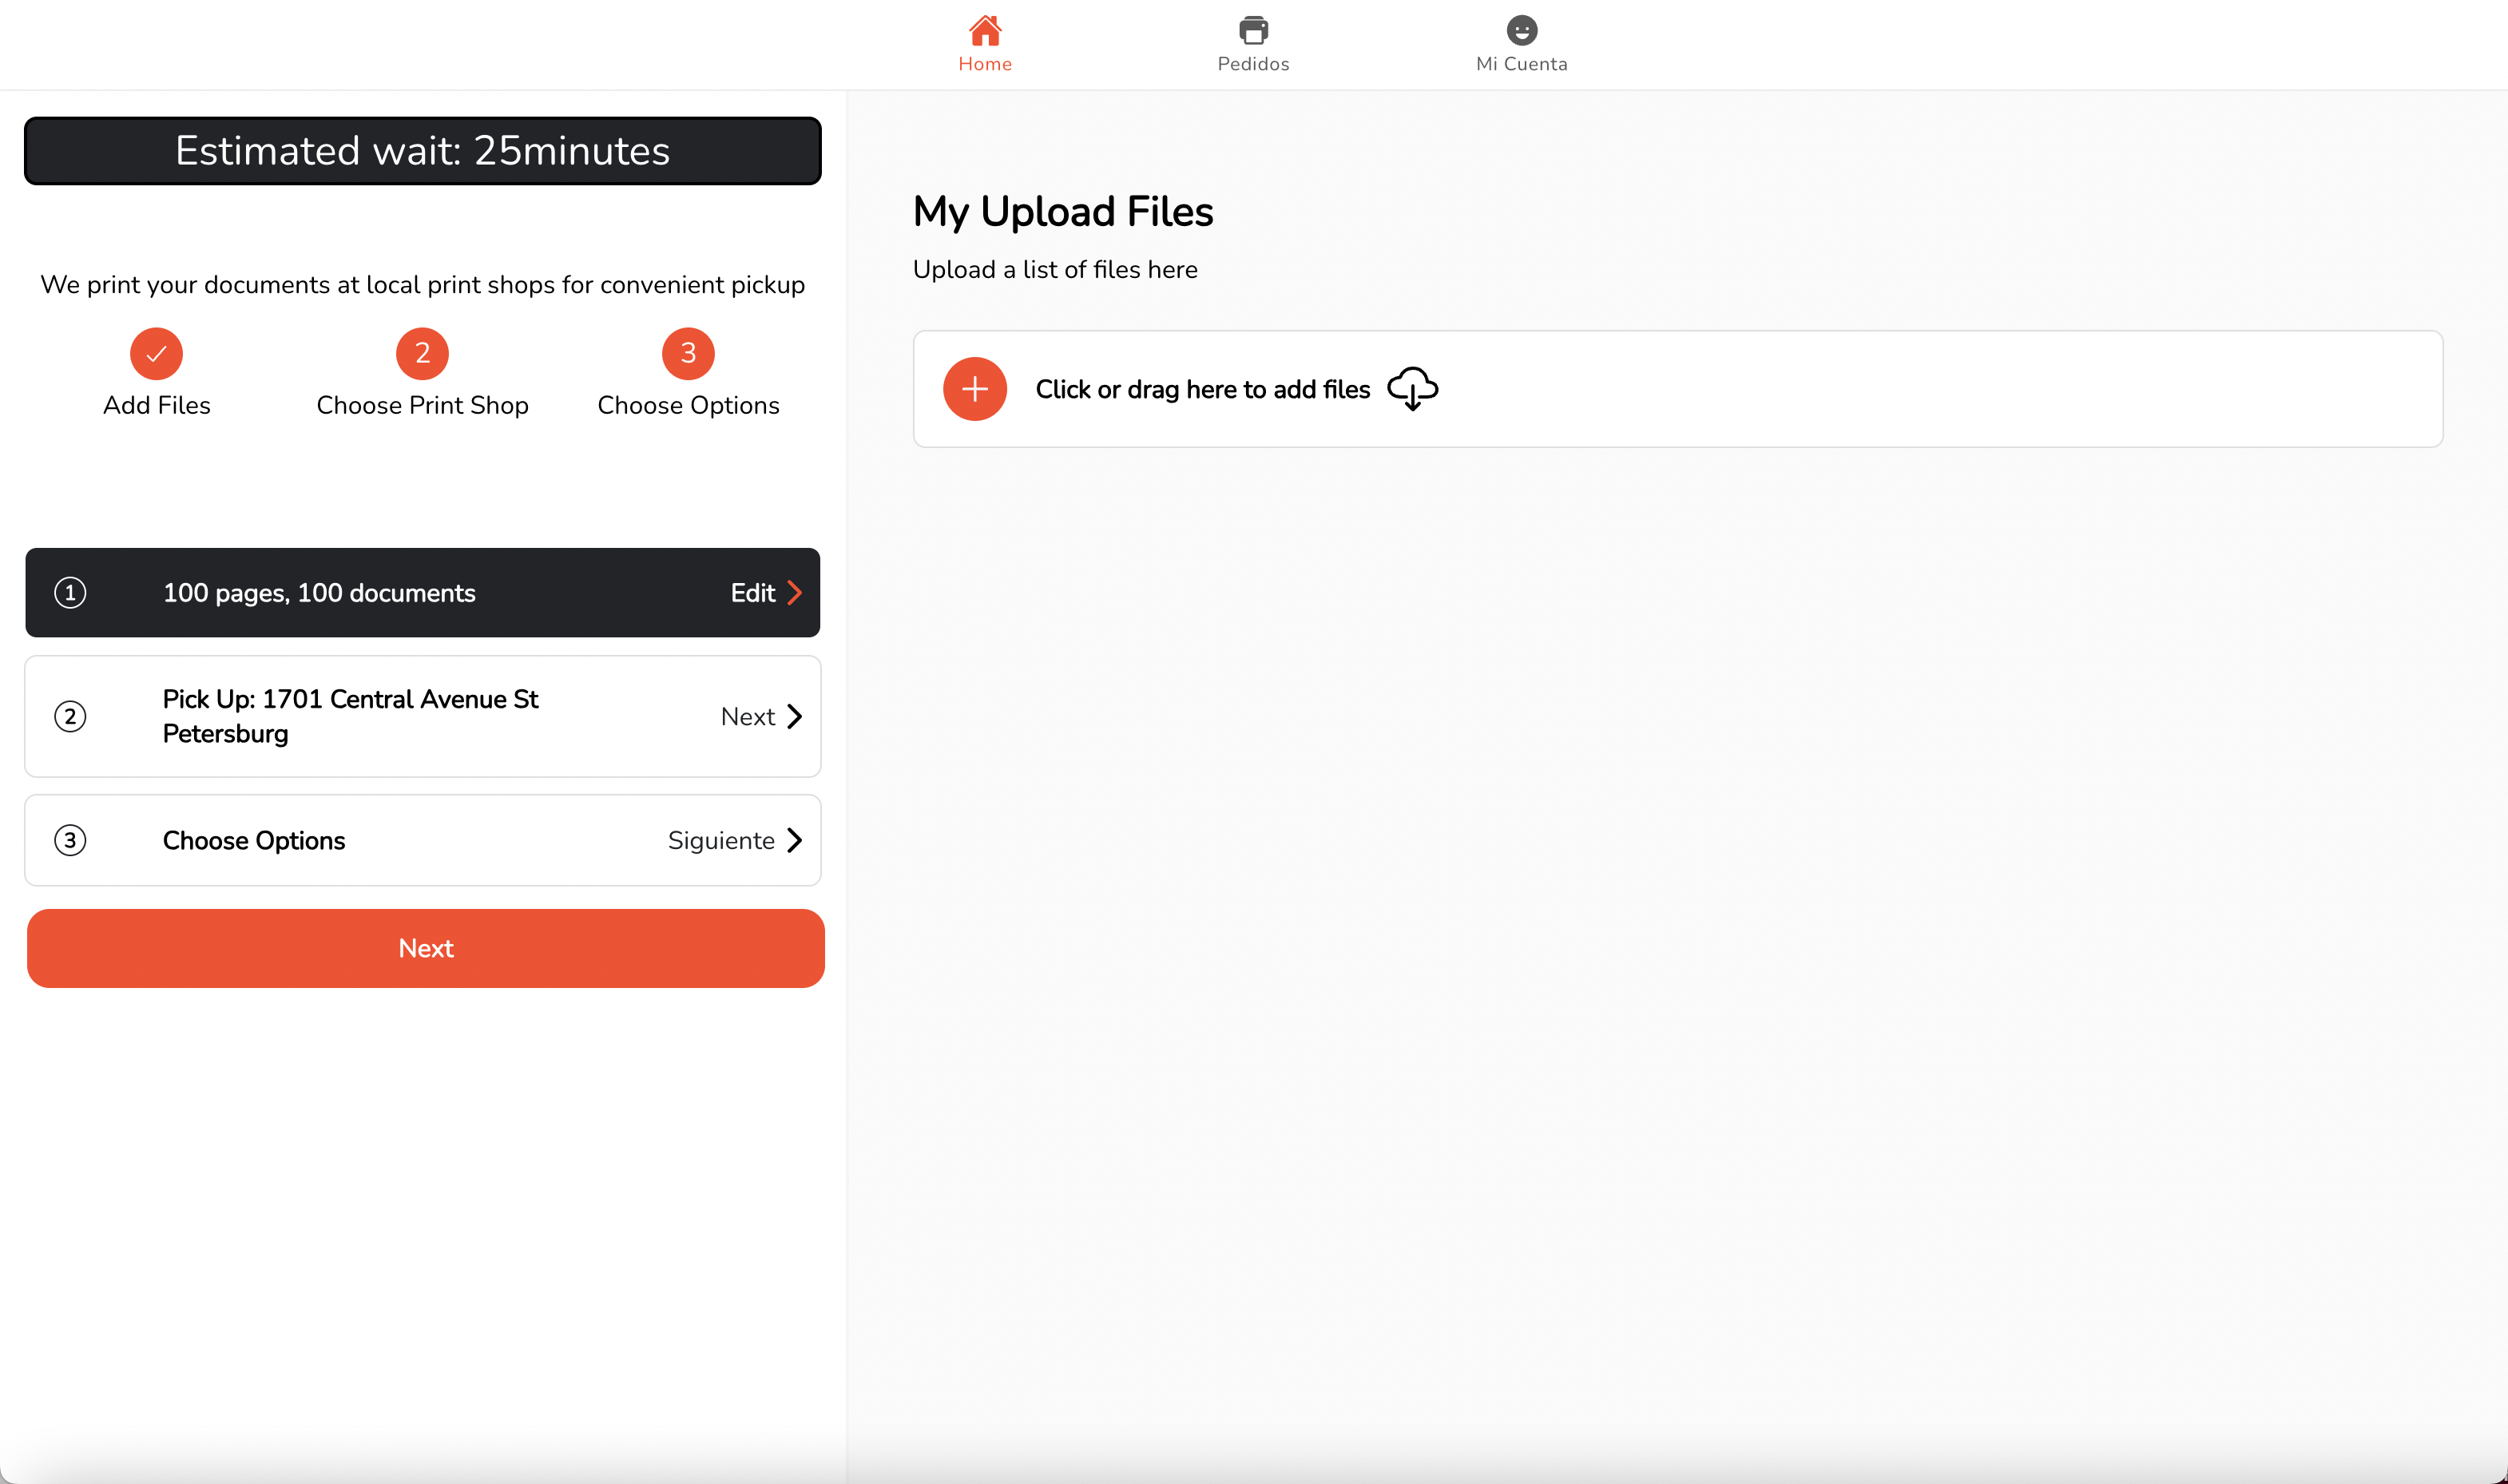 Home
Pedidos
Mi Cuenta
Estimated wait: 25minutes
We print your documents at local print shops for convenient pickup
2
3
Add Files
Choose Print Shop
Choose Options
1
100 pages, 100 documents
Edit
2
Pick Up: 1701 Central Avenue St
Petersburg
Next
3
Choose Options
Siguiente
Next
My Upload Files
Upload a list of files here
Click or drag here to add files